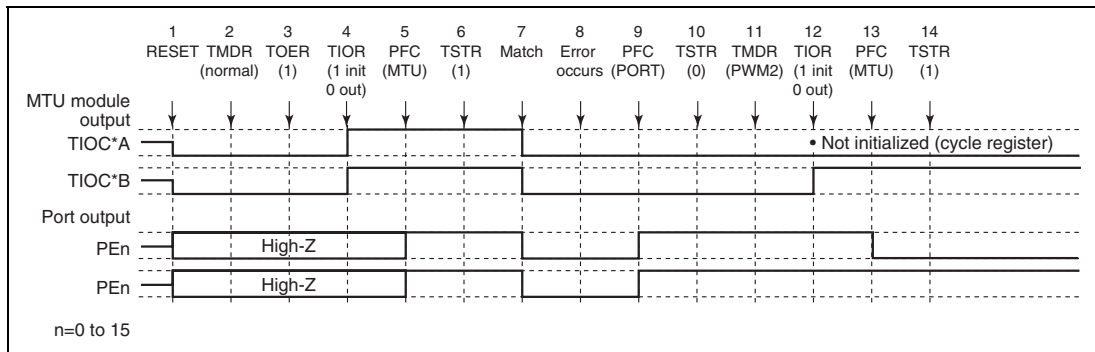 1 2 3 4 5 6 7 8 9 10 11 12 13 14
RESET TMDR TOER TIOR PFC TSTR Match Error PFC TSTR TMDR TIOR PFC TSTR
(normal) (1) (1 init (MTU) (1) occurs (PORT) (0) (PWM2) (1 init (MTU) (1)
0 out) 0 out)
MTU module
output
TIOC*A
• Not initialized (cycle register)
TIOC*B
Port output
PEn
High-Z
PEn
High-Z
n=0 to 15